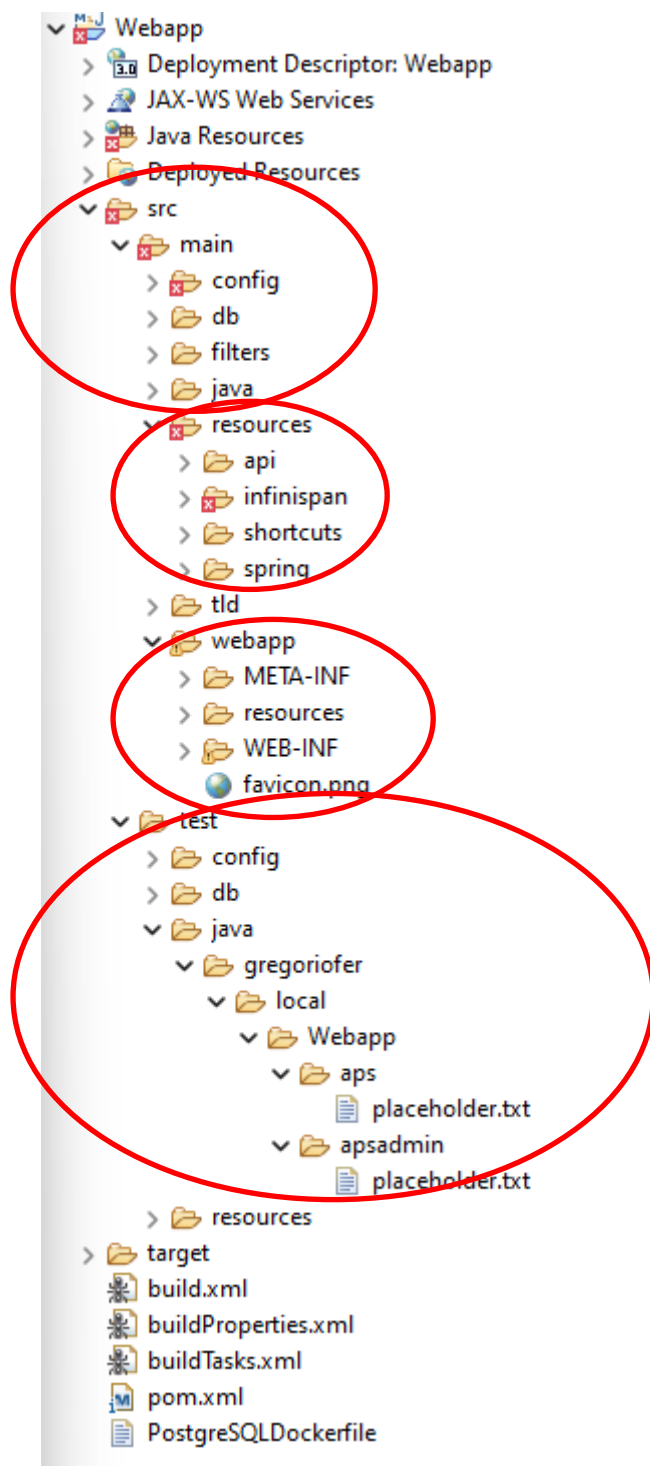 Webapp
3.0 Deployment Descriptor: Webapp
JAX-WS Web Services
Java Resources
Deployed Resources
src
main
config
db
filters
java
resources
api
infinispan
shortcuts
spring
tld
webapp
META-INF
resources
WEB-INF
favicon.png
test
config
db
java
gregoriofer
local
Webapp
aps
placeholder.txt
apsadmin
placeholder.txt
resources
target
build.xml
buildProperties.xml
buildTasks.xml
pom.xml
PostgreSQLDockerfile